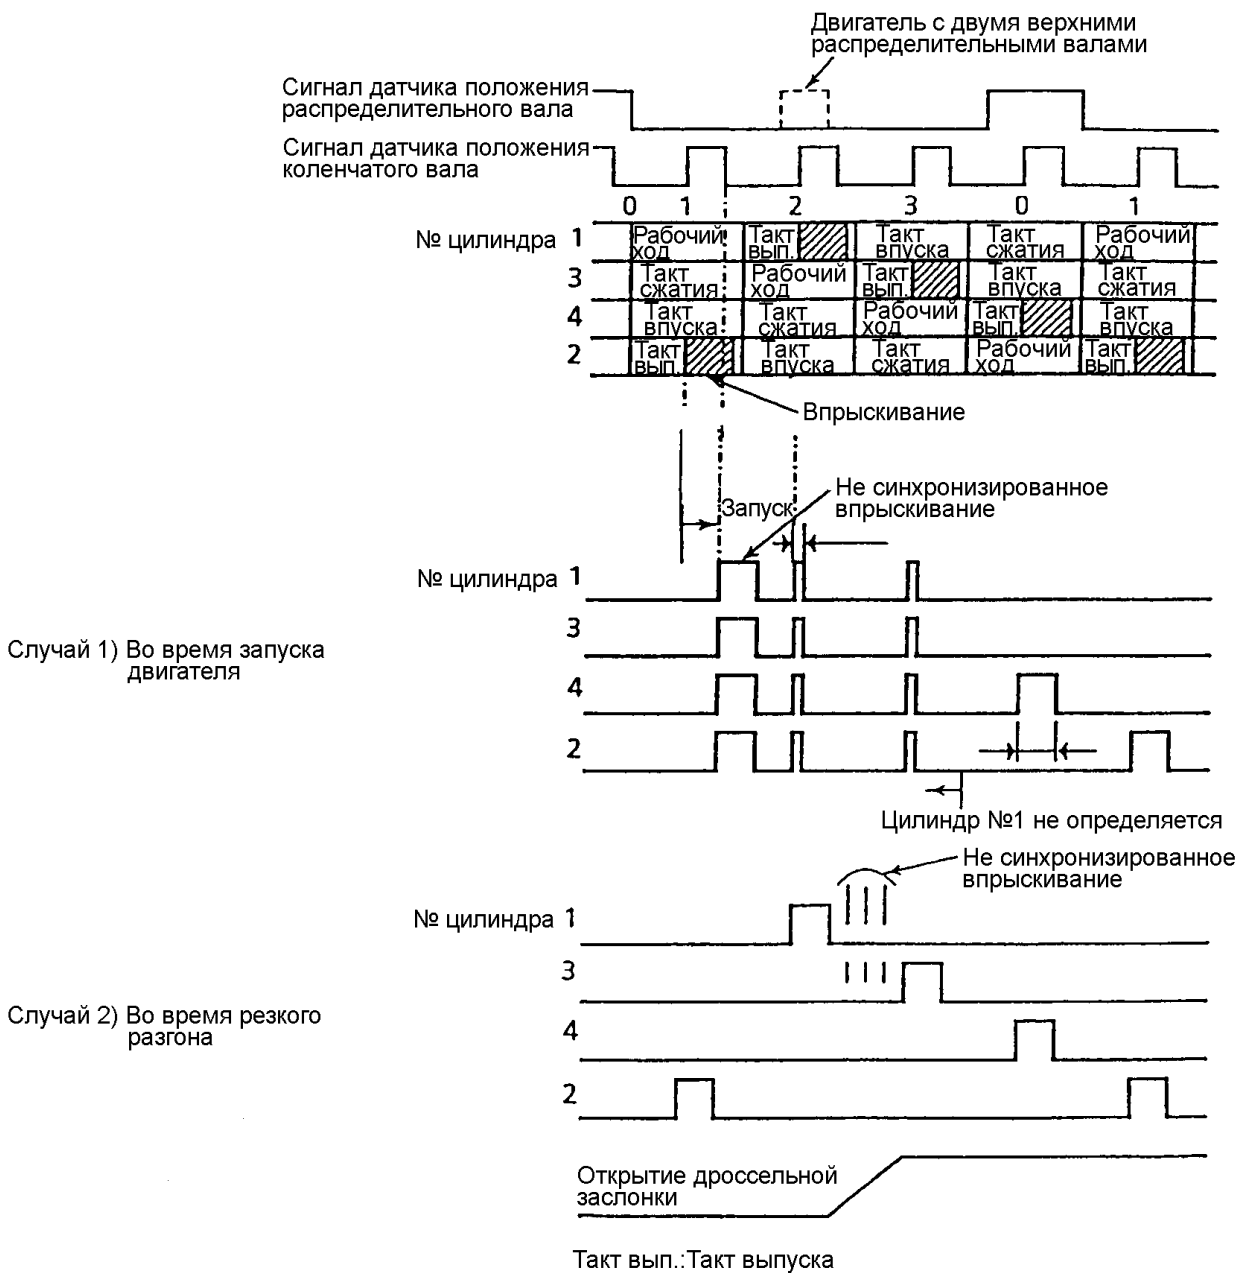 Двигатель с двумя верхними
распределительными валами
Сигнал датчика положения
распределительного вала
Сигнал датчика положения
коленчатого вала
0 1 2 3 0 1
№ цилиндра 1 Рабочий ход Такт вып. Такт впуска Такт сжатия Рабочий ход
3 Такт сжатия Рабочий ход Такт вып. Такт впуска Такт сжатия
4 Такт впуска Такт сжатия Рабочий ход Такт вып. Такт впуска
2 Такт вып. Такт впуска Такт сжатия Рабочий ход Такт вып.
Впрыскивание
Не синхронизированное
впрыскивание
Запуск
№ цилиндра 1
3
Случай 1) Во время запуска
двигателя
4
2
Цилиндр №1 не определяется
Не синхронизированное
впрыскивание
№ цилиндра 1
3
Случай 2) Во время резкого
разгона
4
2
Открытие дроссельной
заслонки
Такт вып.:Такт выпуска